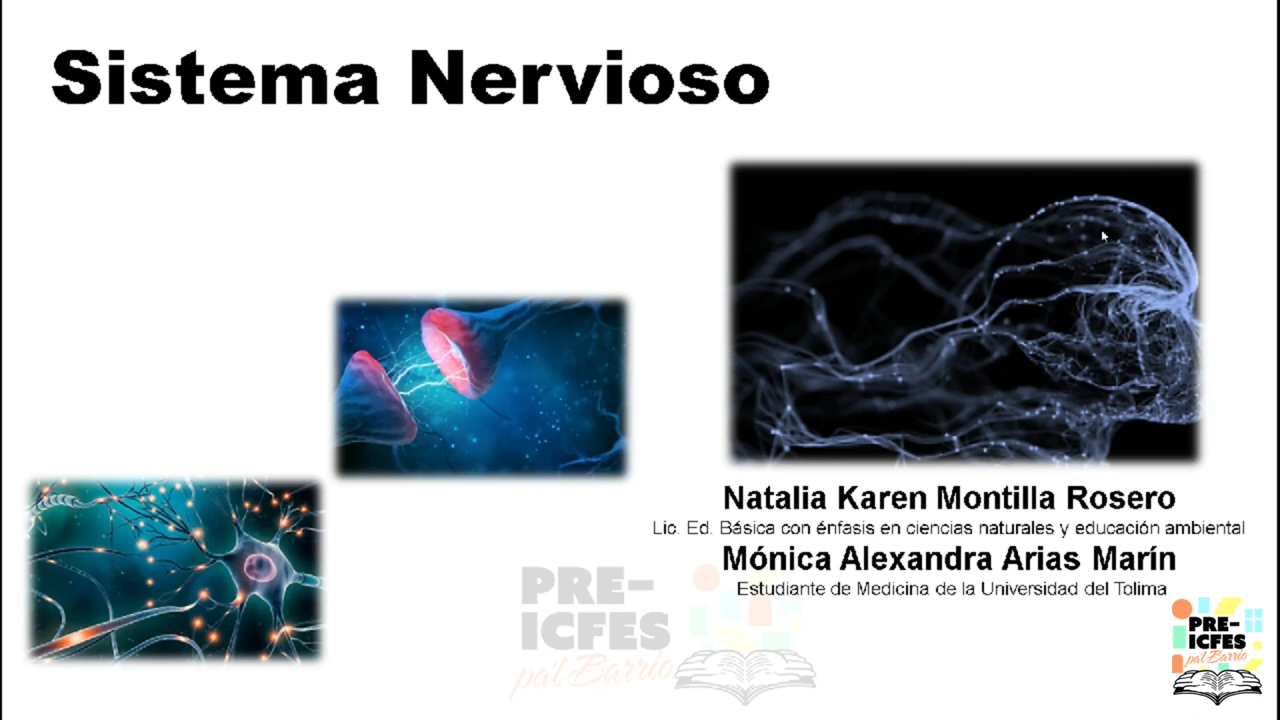 Sistema Nervioso
Natalia Karen Montilla Rosero
Lic. Ed. Básica con énfasis en ciencias naturales y educación ambiental
Mónica Alexandra Arias Marín
Estudiante de Medicina de la Universidad del Tolima
PRE-
ICFES
pa'l Barrio
PRE-
ICFES
pa'l Barrio